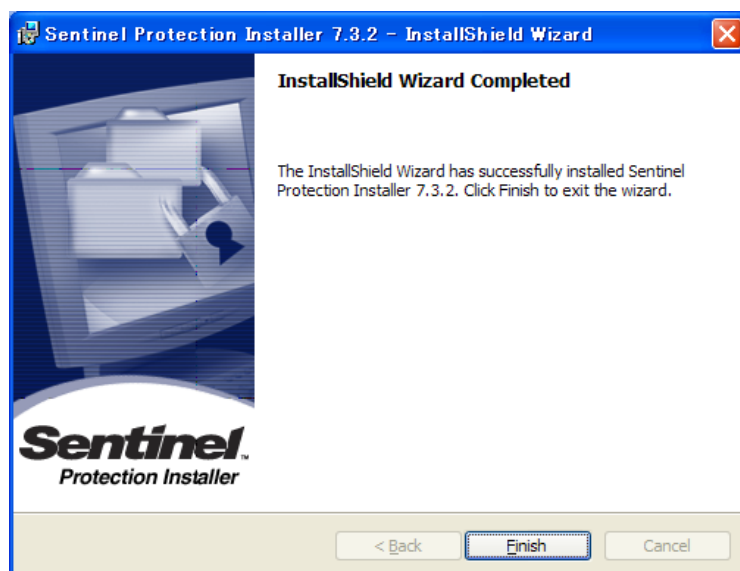 Sentinel Protection Installer 7.3.2 - InstallShield Wizard
InstallShield Wizard Completed
The InstallShield Wizard has successfully installed Sentinel
Protection Installer 7.3.2. Click Finish to exit the wizard.
Sentinel™
Protection Installer
< Back
Finish
Cancel